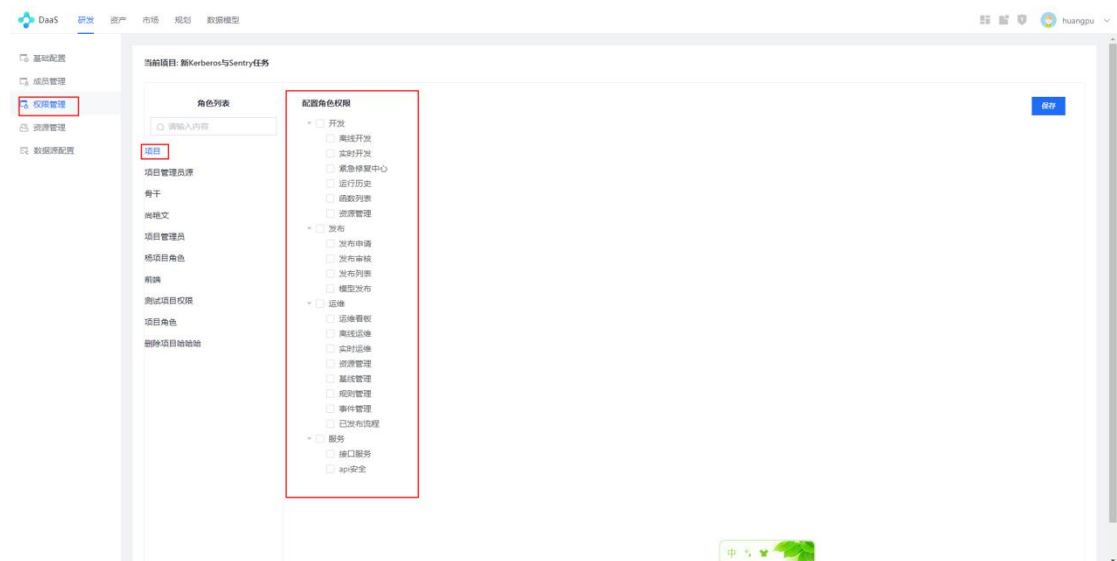 DaaS 研发 资产 市场 规划 数据模型 huangpu
基础配置
成员管理
权限管理
资源管理
数据源配置
当前项目: 新Kerberos与Sentry任务
角色列表
请输入内容
项目
项目管理员源
骨干
尚艳文
项目管理员
杨项目角色
前端
测试项目权限
项目角色
删除项目哈哈哈
配置角色权限
开发
离线开发
实时开发
紧急修复中心
运行历史
函数列表
资源管理
发布
发布申请
发布审核
发布列表
模型发布
运维
运维看板
离线运维
实时运维
资源管理
基线管理
规则管理
事件管理
已发布流程
服务
接口服务
api安全
保存
中